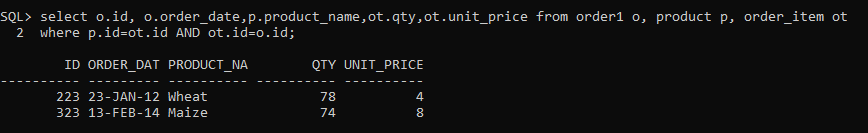 SQL> select o.id, o.order_date,p.product_name,ot.qty,ot.unit_price from order1 o, product p, order_item ot
  2  where p.id=ot.id AND ot.id=o.id;

        ID ORDER_DAT PRODUCT_NA        QTY UNIT_PRICE
---------- --------- ---------- ---------- ----------
       223 23-JAN-12 Wheat              78          4
       323 13-FEB-14 Maize              74          8